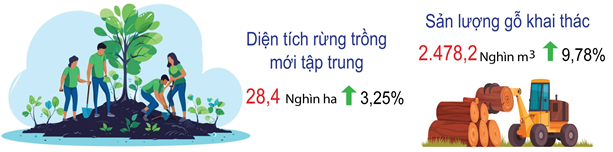 Diện tích rừng trồng
mới tập trung
28,4 Nghìn ha 3,25%
Sản lượng gỗ khai thác
2.478,2 Nghìn m³ 9,78%